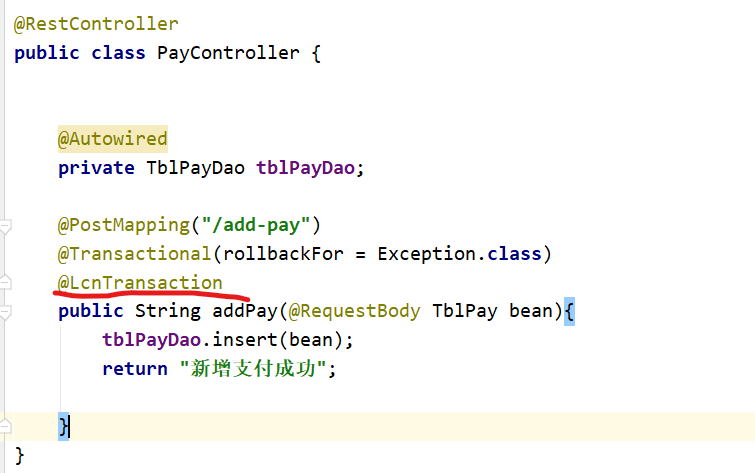 @RestController
public class PayController {
@Autowired
private TblPayDao tblPayDao;
@PostMapping("/add-pay")
@Transactional(rollbackFor = Exception.class)
@LcnTransaction
public String addPay(@RequestBody TblPay bean){
tblPayDao.insert(bean);
return "新增支付成功";
}
}